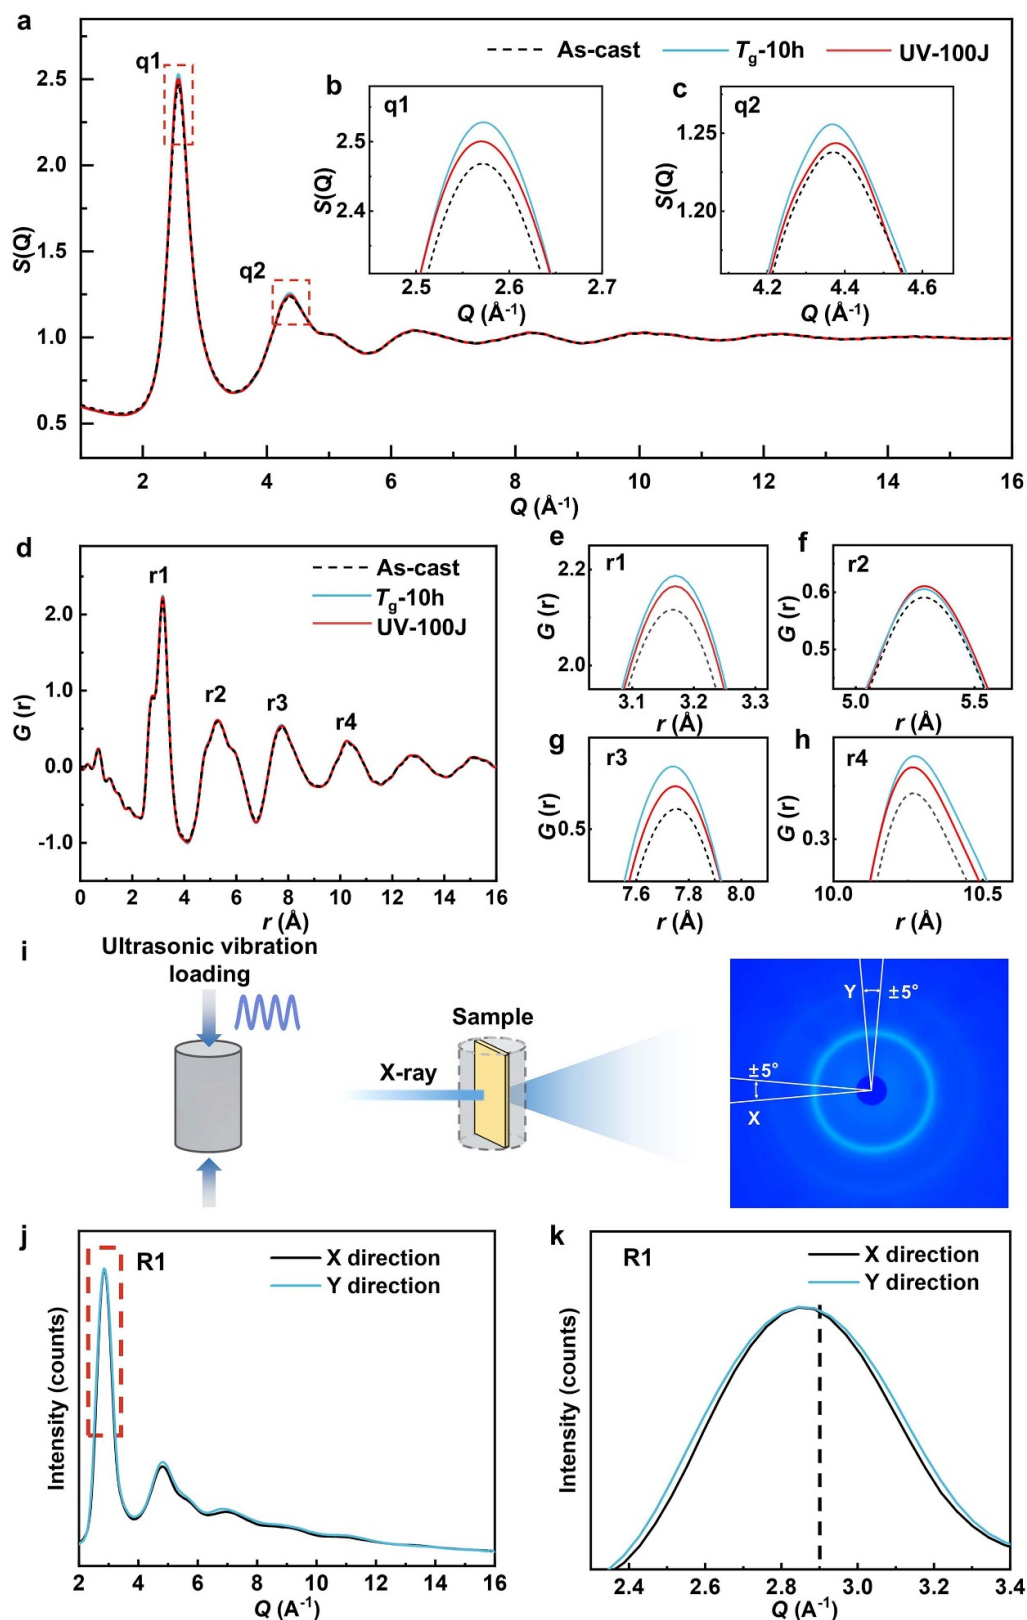 a
As-cast
Tg-10h
UV-100J
q1
q2
2.5
2.0
1.5
1.0
0.5
S(Q)
2 4 6 8 10 12 14 16
Q (Å-1)
b
q1
2.5
2.4
S(Q)
2.5 2.6 2.7
Q (Å-1)
c
q2
1.25
1.20
S(Q)
4.2 4.4 4.6
Q (Å-1)
d
As-cast
Tg-10h
UV-100J
r1
r2
r3
r4
2.0
1.0
0.0
-1.0
G (r)
0 2 4 6 8 10 12 14 16
r (Å)
e
r1
2.2
2.0
G (r)
3.1 3.2 3.3
r (Å)
f
r2
0.6
0.5
G (r)
5.0 5.5
r (Å)
g
r3
0.5
G (r)
7.6 7.8 8.0
r (Å)
h
r4
0.3
G (r)
10.0 10.5
r (Å)
i
Ultrasonic vibration
loading
X-ray
Sample
Y
±5°
±5°
X
j
R1
X direction
Y direction
Intensity (counts)
2 4 6 8 10 12 14 16
Q (A-1)
k
R1
X direction
Y direction
Intensity (counts)
2.4 2.6 2.8 3.0 3.2 3.4
Q (A-1)